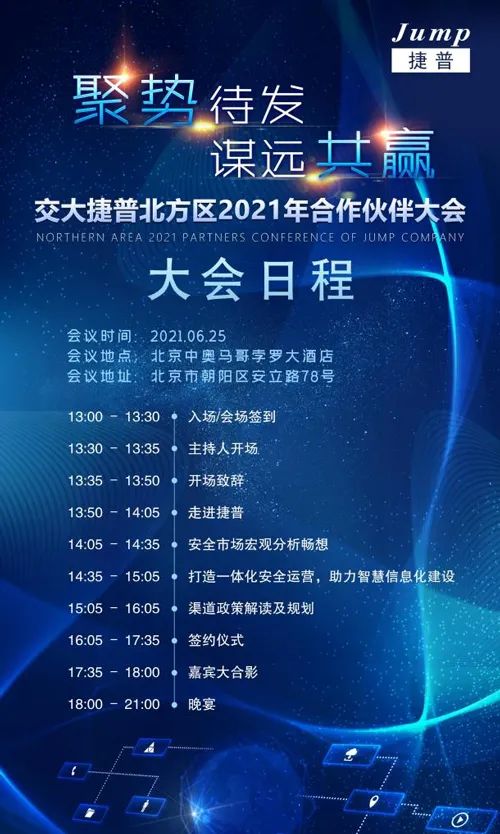 Jump
捷普
聚势待发
谋远共赢
交大捷普北方区2021年合作伙伴大会
NORTHERN AREA 2021 PARTNERS CONFERENCE OF JUMP COMPANY
大会日程
会议时间：2021.06.25
会议地点：北京中奥马哥孛罗大酒店
会议地址：北京市朝阳区安立路78号
13:00 - 13:30 入场/会场签到
13:30 - 13:35 主持人开场
13:35 - 13:50 开场致辞
13:50 - 14:05 走进捷普
14:05 - 14:35 安全市场宏观分析畅想
14:35 - 15:05 打造一体化安全运营，助力智慧信息化建设
15:05 - 16:05 渠道政策解读及规划
16:05 - 17:35 签约仪式
17:35 - 18:00 嘉宾大合影
18:00 - 21:00 晚宴